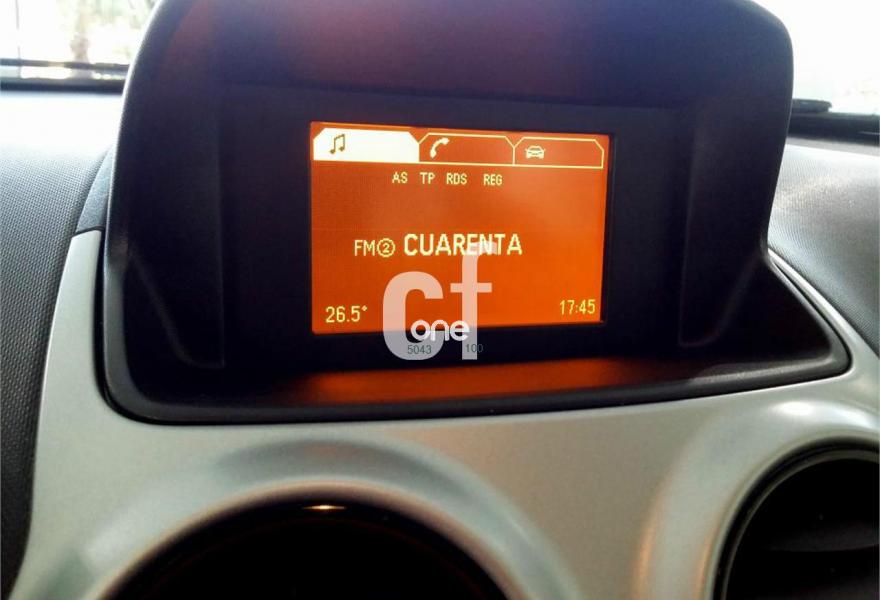 AS TP RDS REG
FM② CUARENTA
26.5° 17:45
cf
one
5043 100